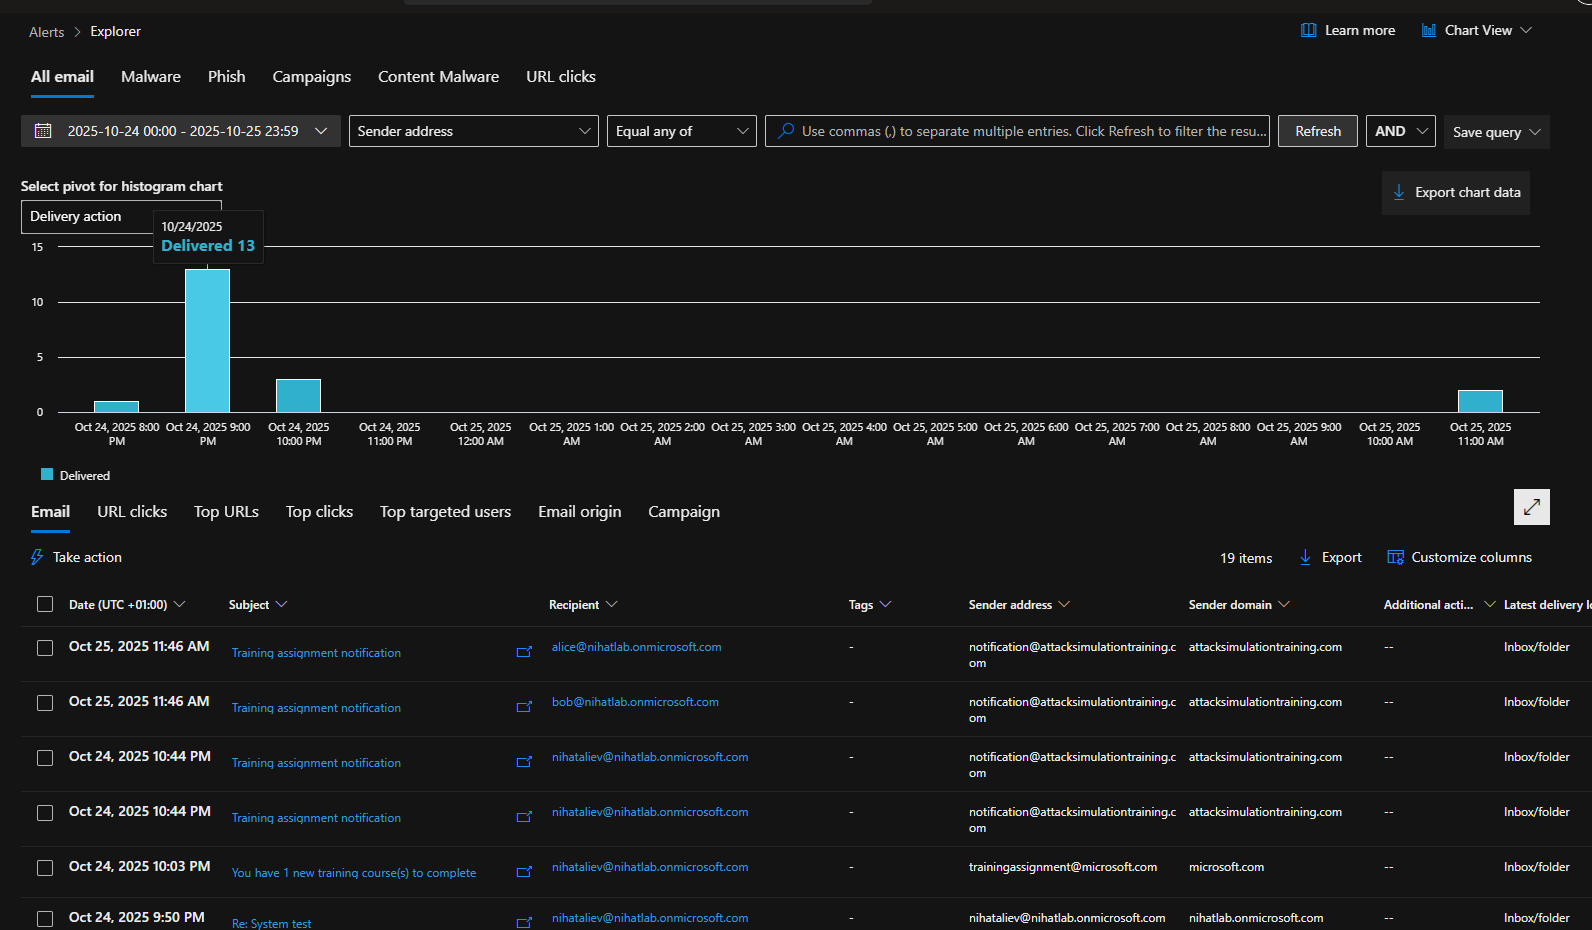 Alerts > Explorer
Learn more
Chart View
All email Malware Phish Campaigns Content Malware URL clicks
2025-10-24 00:00 - 2025-10-25 23:59 Sender address Equal any of Use commas (,) to separate multiple entries. Click Refresh to filter the resu... Refresh AND Save query
Select pivot for histogram chart
Export chart data
Delivery action
10/24/2025
Delivered 13
15
10
5
0
Oct 24, 2025 8:00 PM
Oct 24, 2025 9:00 PM
Oct 24, 2025 10:00 PM
Oct 24, 2025 11:00 PM
Oct 25, 2025 12:00 AM
Oct 25, 2025 1:00 AM
Oct 25, 2025 2:00 AM
Oct 25, 2025 3:00 AM
Oct 25, 2025 4:00 AM
Oct 25, 2025 5:00 AM
Oct 25, 2025 6:00 AM
Oct 25, 2025 7:00 AM
Oct 25, 2025 8:00 AM
Oct 25, 2025 9:00 AM
Oct 25, 2025 10:00 AM
Oct 25, 2025 11:00 AM
Delivered
Email URL clicks Top URLs Top clicks Top targeted users Email origin Campaign
Take action
19 items Export Customize columns
Date (UTC +01:00) Subject Recipient Tags Sender address Sender domain Additional acti... Latest delivery lo
Oct 25, 2025 11:46 AM Training assignment notification alice@nihatlab.onmicrosoft.com - notification@attacksimulationtraining.com attacksimulationtraining.com -- Inbox/folder
Oct 25, 2025 11:46 AM Training assignment notification bob@nihatlab.onmicrosoft.com - notification@attacksimulationtraining.com attacksimulationtraining.com -- Inbox/folder
Oct 24, 2025 10:44 PM Training assignment notification nihataliev@nihatlab.onmicrosoft.com - notification@attacksimulationtraining.com attacksimulationtraining.com -- Inbox/folder
Oct 24, 2025 10:44 PM Training assignment notification nihataliev@nihatlab.onmicrosoft.com - notification@attacksimulationtraining.com attacksimulationtraining.com -- Inbox/folder
Oct 24, 2025 10:03 PM You have 1 new training course(s) to complete nihataliev@nihatlab.onmicrosoft.com - trainingassignment@microsoft.com microsoft.com -- Inbox/folder
Oct 24, 2025 9:50 PM Re: System test nihataliev@nihatlab.onmicrosoft.com - nihataliev@nihatlab.onmicrosoft.com nihatlab.onmicrosoft.com -- Inbox/folder